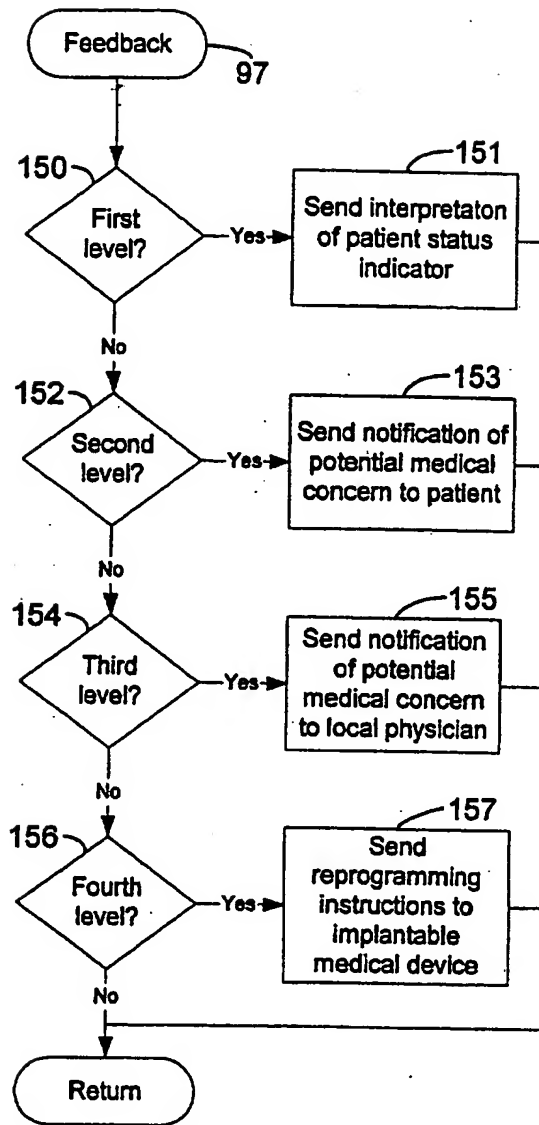 Feedback
97
150
First
level?
Yes
151
Send interpretaton
of patient status
indicator
No
152
Second
level?
Yes
153
Send notification of
potential medical
concern to patient
No
154
Third
level?
Yes
155
Send notification
of potential
medical concern
to local physician
No
156
Fourth
level?
Yes
157
Send
reprogramming
instructions to
implantable
medical device
No
Return